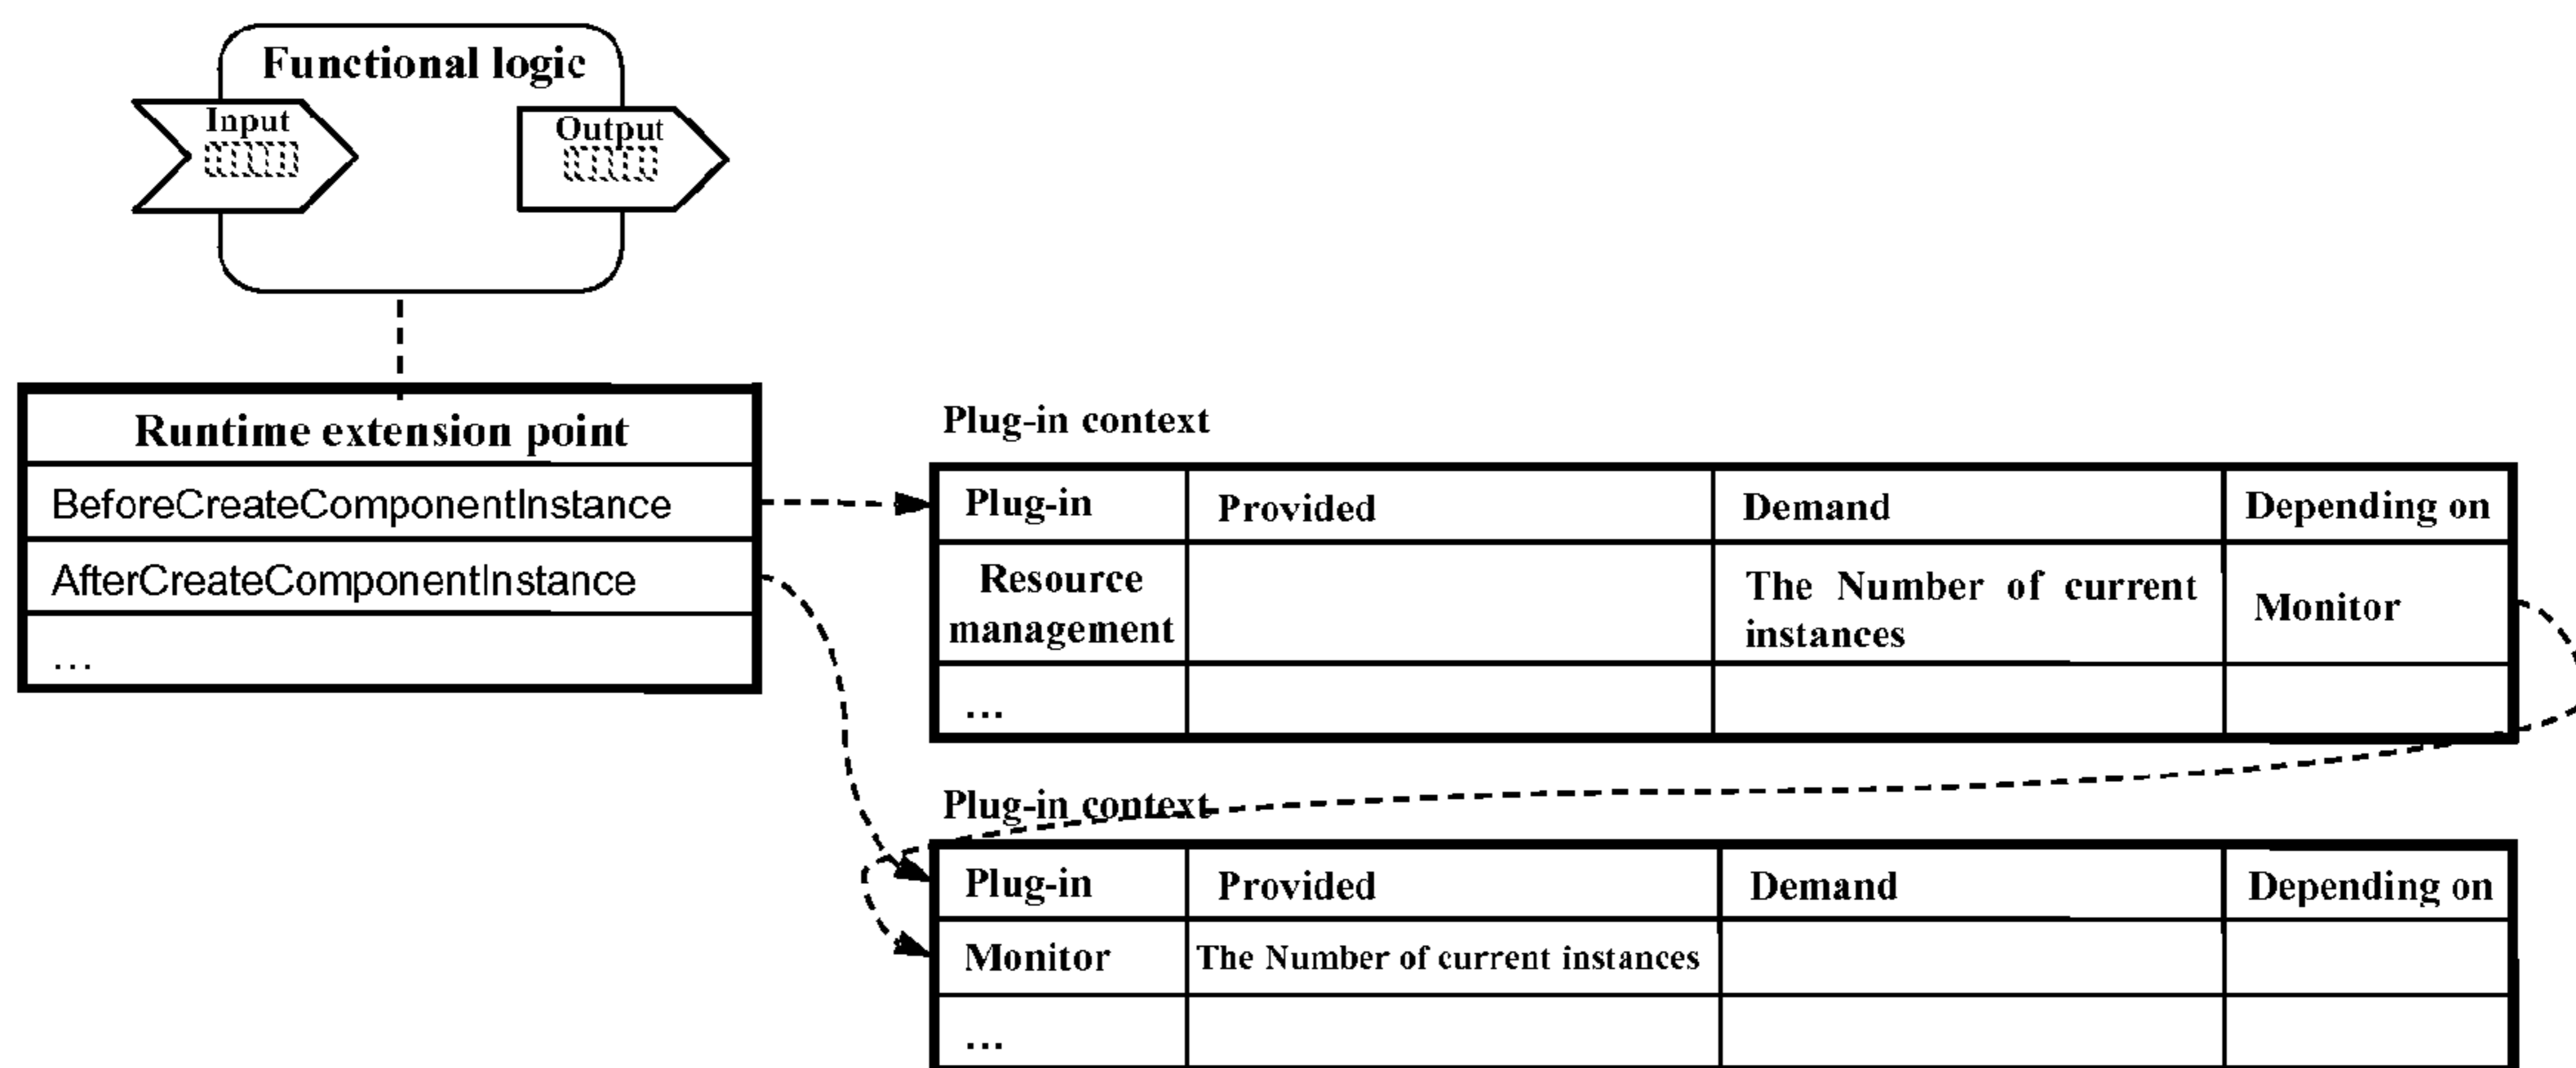 Functional logic
Input
Output
Runtime extension point
BeforeCreateComponentInstance
AfterCreateComponentInstance
...
Plug-in context
Plug-in Provided Demand Depending on
Resource management The Number of current instances Monitor
...
Plug-in context
Plug-in Provided Demand Depending on
Monitor The Number of current instances
...